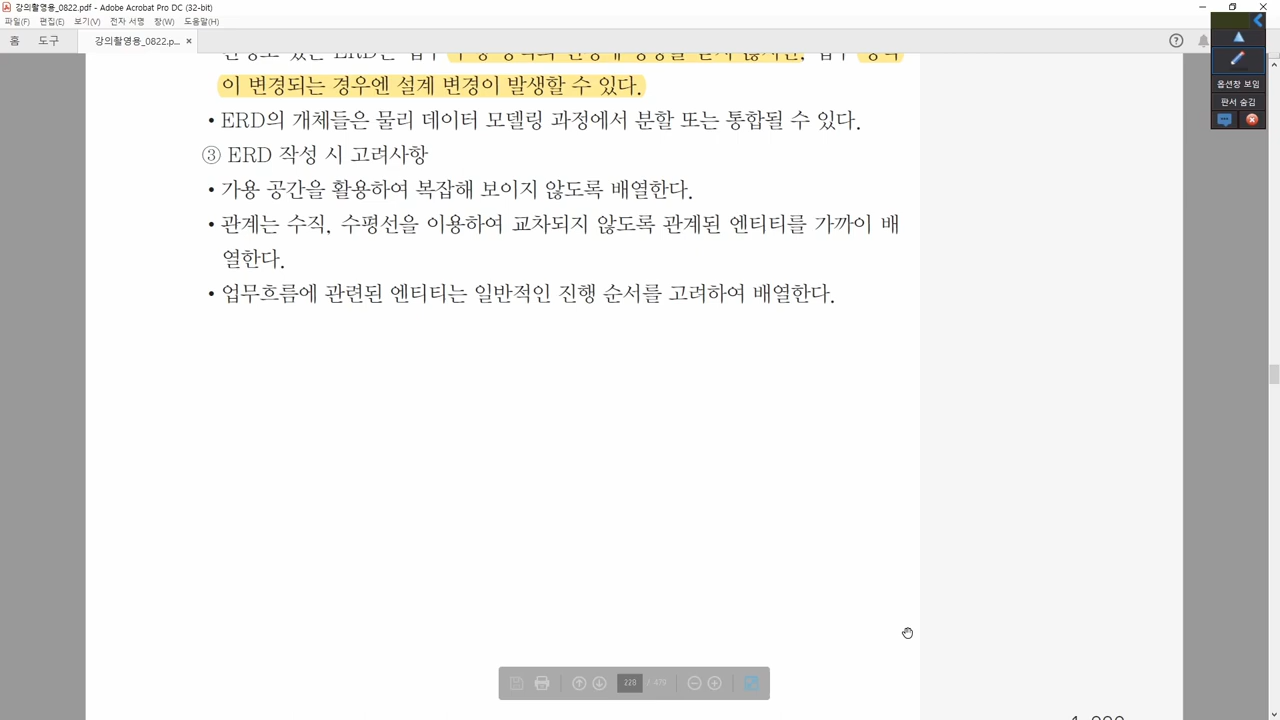 강의촬영용_0822.pdf - Adobe Acrobat Pro DC (32-bit)
파일(F) 편집(E) 보기(V) 전자 서명 창(W) 도움말(H)
홈 도구 강의촬영용_0822.p... ×
옵션창 보임
판서 숨김
이 변경되는 경우엔 설계 변경이 발생할 수 있다.
• ERD의 개체들은 물리 데이터 모델링 과정에서 분할 또는 통합될 수 있다.
③ ERD 작성 시 고려사항
• 가용 공간을 활용하여 복잡해 보이지 않도록 배열한다.
• 관계는 수직, 수평선을 이용하여 교차되지 않도록 관계된 엔티티를 가까이 배
열한다.
• 업무흐름에 관련된 엔티티는 일반적인 진행 순서를 고려하여 배열한다.
228 / 479